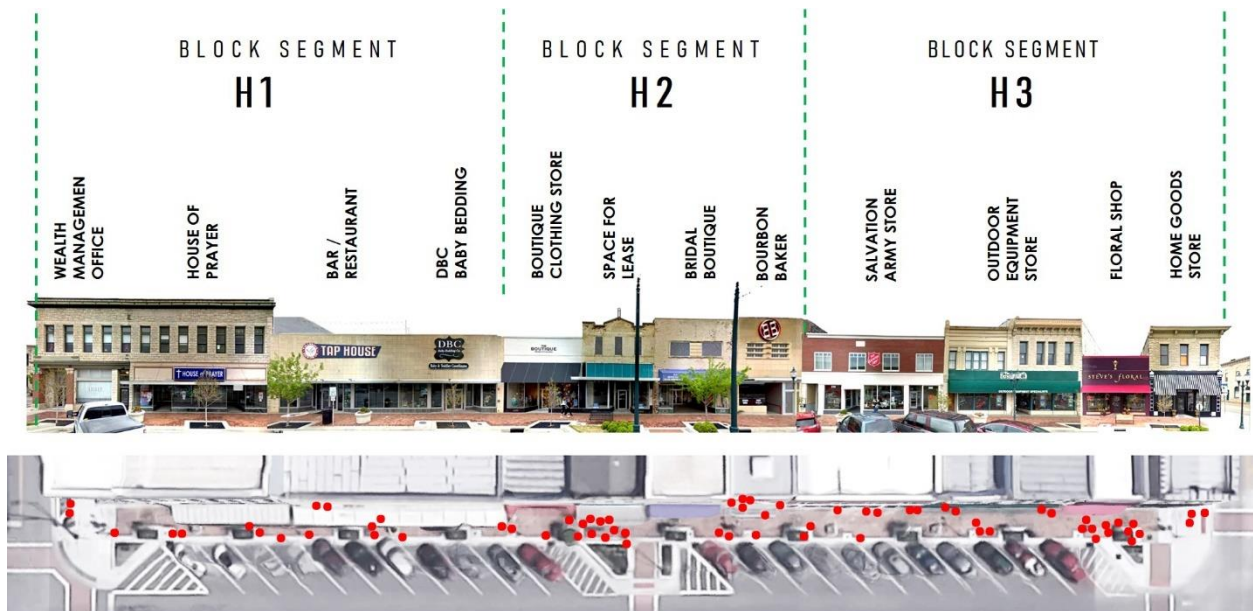 BLOCK SEGMENT
H1
BLOCK SEGMENT
H2
BLOCK SEGMENT
H3
WEALTH
MANAGEMEN
OFFICE
HOUSE OF
PRAYER
BAR /
RESTAURANT
DBC
BABY BEDDING
BOUTIQUE
CLOTHING STORE
SPACE FOR
LEASE
BRIDAL
BOUTIQUE
BOURBON
BAKER
SALVATION
ARMY STORE
OUTDOOR
EQUIPMENT
STORE
FLORAL SHOP
HOME GOODS
STORE
HOUSE of PRAYER
TAP HOUSE
DBC
BOUTIQUE
STEVE'S FLORAL